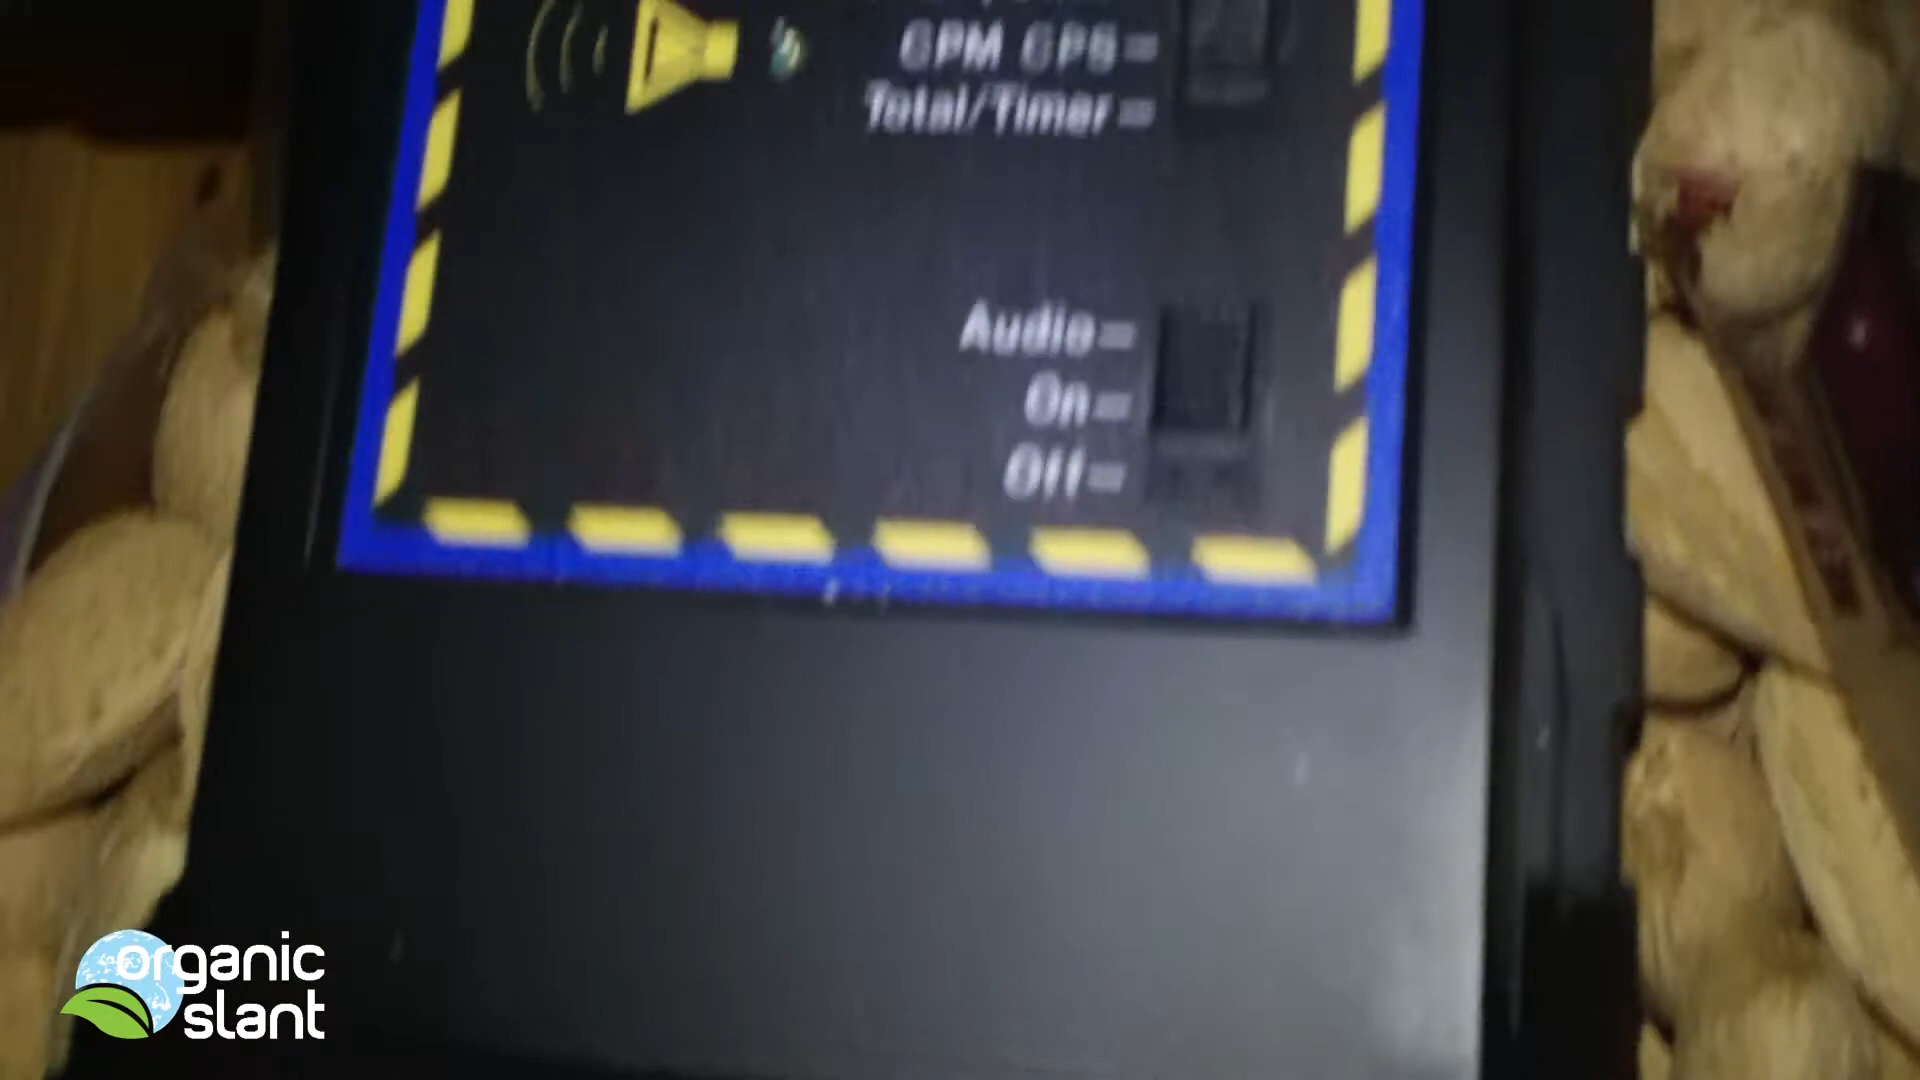 CPM CPS
Total/Timer
Audio
On
Off
organic
slant